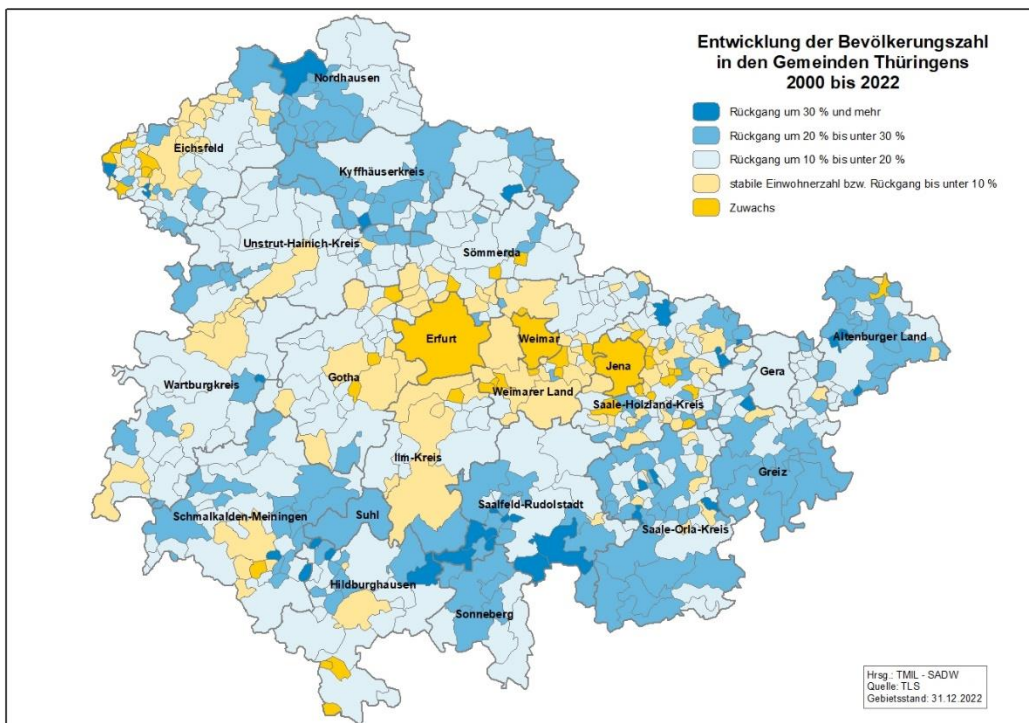 Entwicklung der Bevölkerungszahl
in den Gemeinden Thüringens
2000 bis 2022
Rückgang um 30 % und mehr
Rückgang um 20 % bis unter 30 %
Rückgang um 10 % bis unter 20 %
stabile Einwohnerzahl bzw. Rückgang bis unter 10 %
Zuwachs
Nordhausen
Eichsfeld
Kyffhäuserkreis
Unstrut-Hainich-Kreis
Sömmerda
Erfurt
Weimar
Altenburger Land
Jena
Gera
Wartburgkreis
Gotha
Weimarer Land
Saale-Holzland-Kreis
Ilm-Kreis
Greiz
Saalfeld-Rudolstadt
Schmalkalden-Meiningen
Suhl
Saale-Orla-Kreis
Hildburghausen
Sonneberg
Hrsg.: TMIL - SADW
Quelle: TLS
Gebietsstand: 31.12.2022